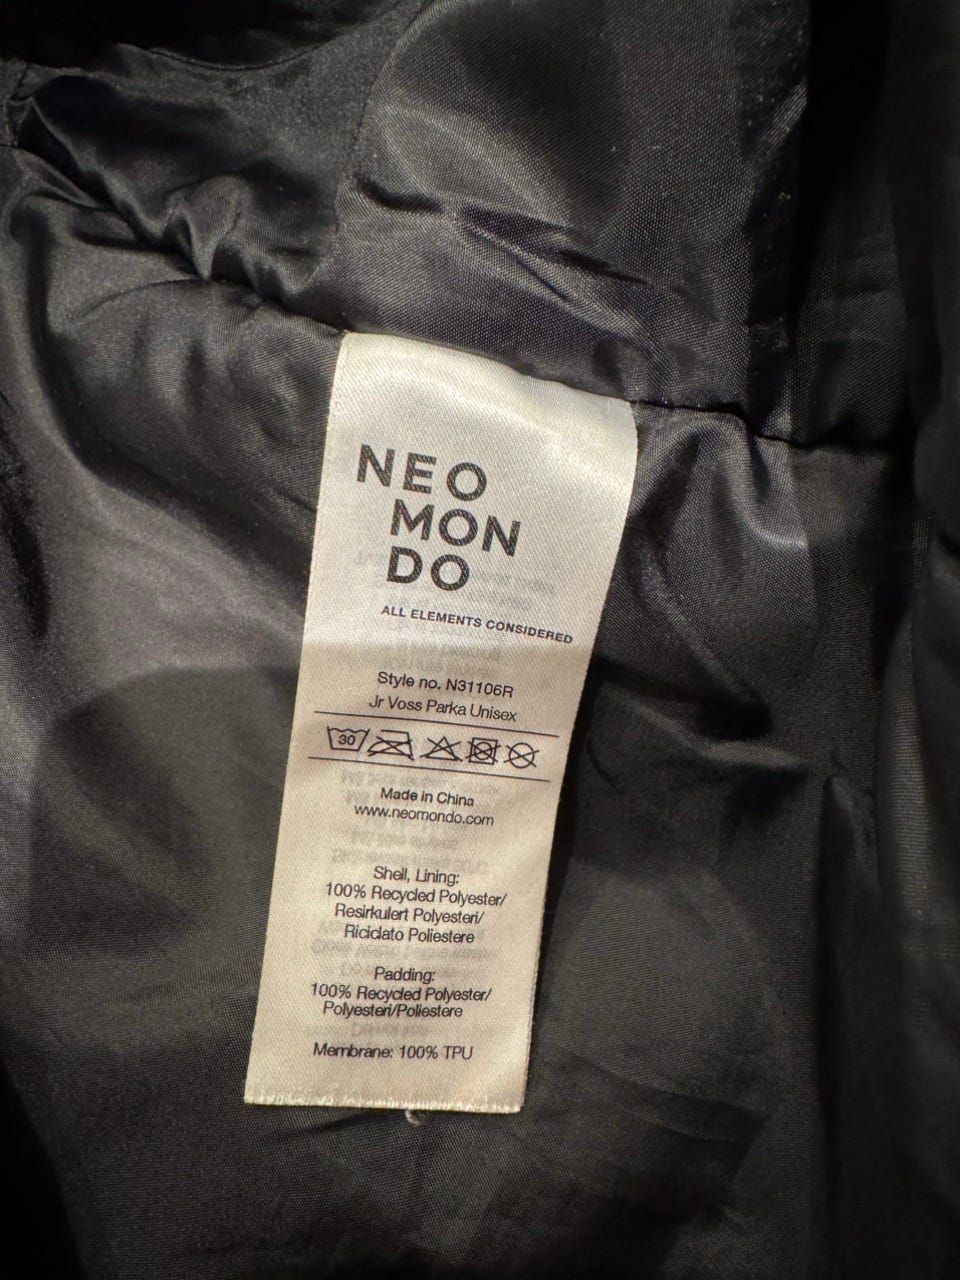 NEO
MON
DO
ALL ELEMENTS CONSIDERED
Style no. N31106R
Jr Voss Parka Unisex
30
Made in China
www.neomondo.com
Shell, Lining:
100% Recycled Polyester/
Resirkulert Polyesteri/
Riciclato Poliestere
Padding:
100% Recycled Polyester/
Polyesteri/Poliestere
Membrane: 100% TPU